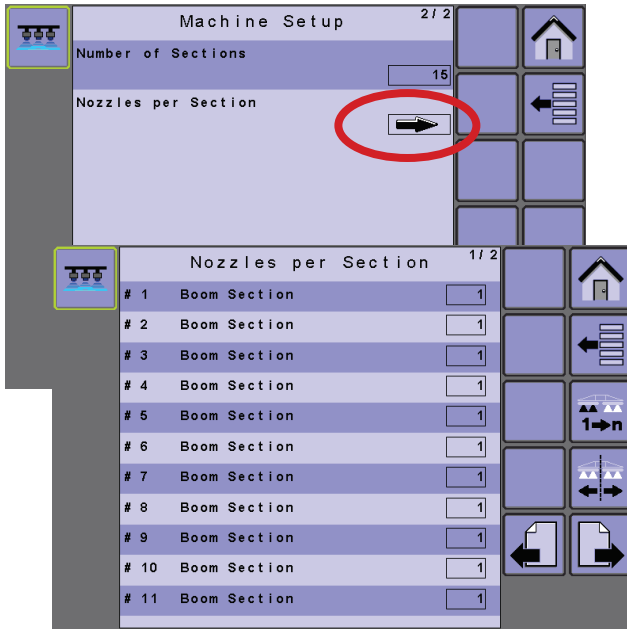 Machine Setup 2/2
Number of Sections
15
Nozzles per Section
Nozzles per Section 1/2
# 1 Boom Section 1
# 2 Boom Section 1
# 3 Boom Section 1
# 4 Boom Section 1
# 5 Boom Section 1
# 6 Boom Section 1
# 7 Boom Section 1
# 8 Boom Section 1
# 9 Boom Section 1
# 10 Boom Section 1
# 11 Boom Section 1
1→n